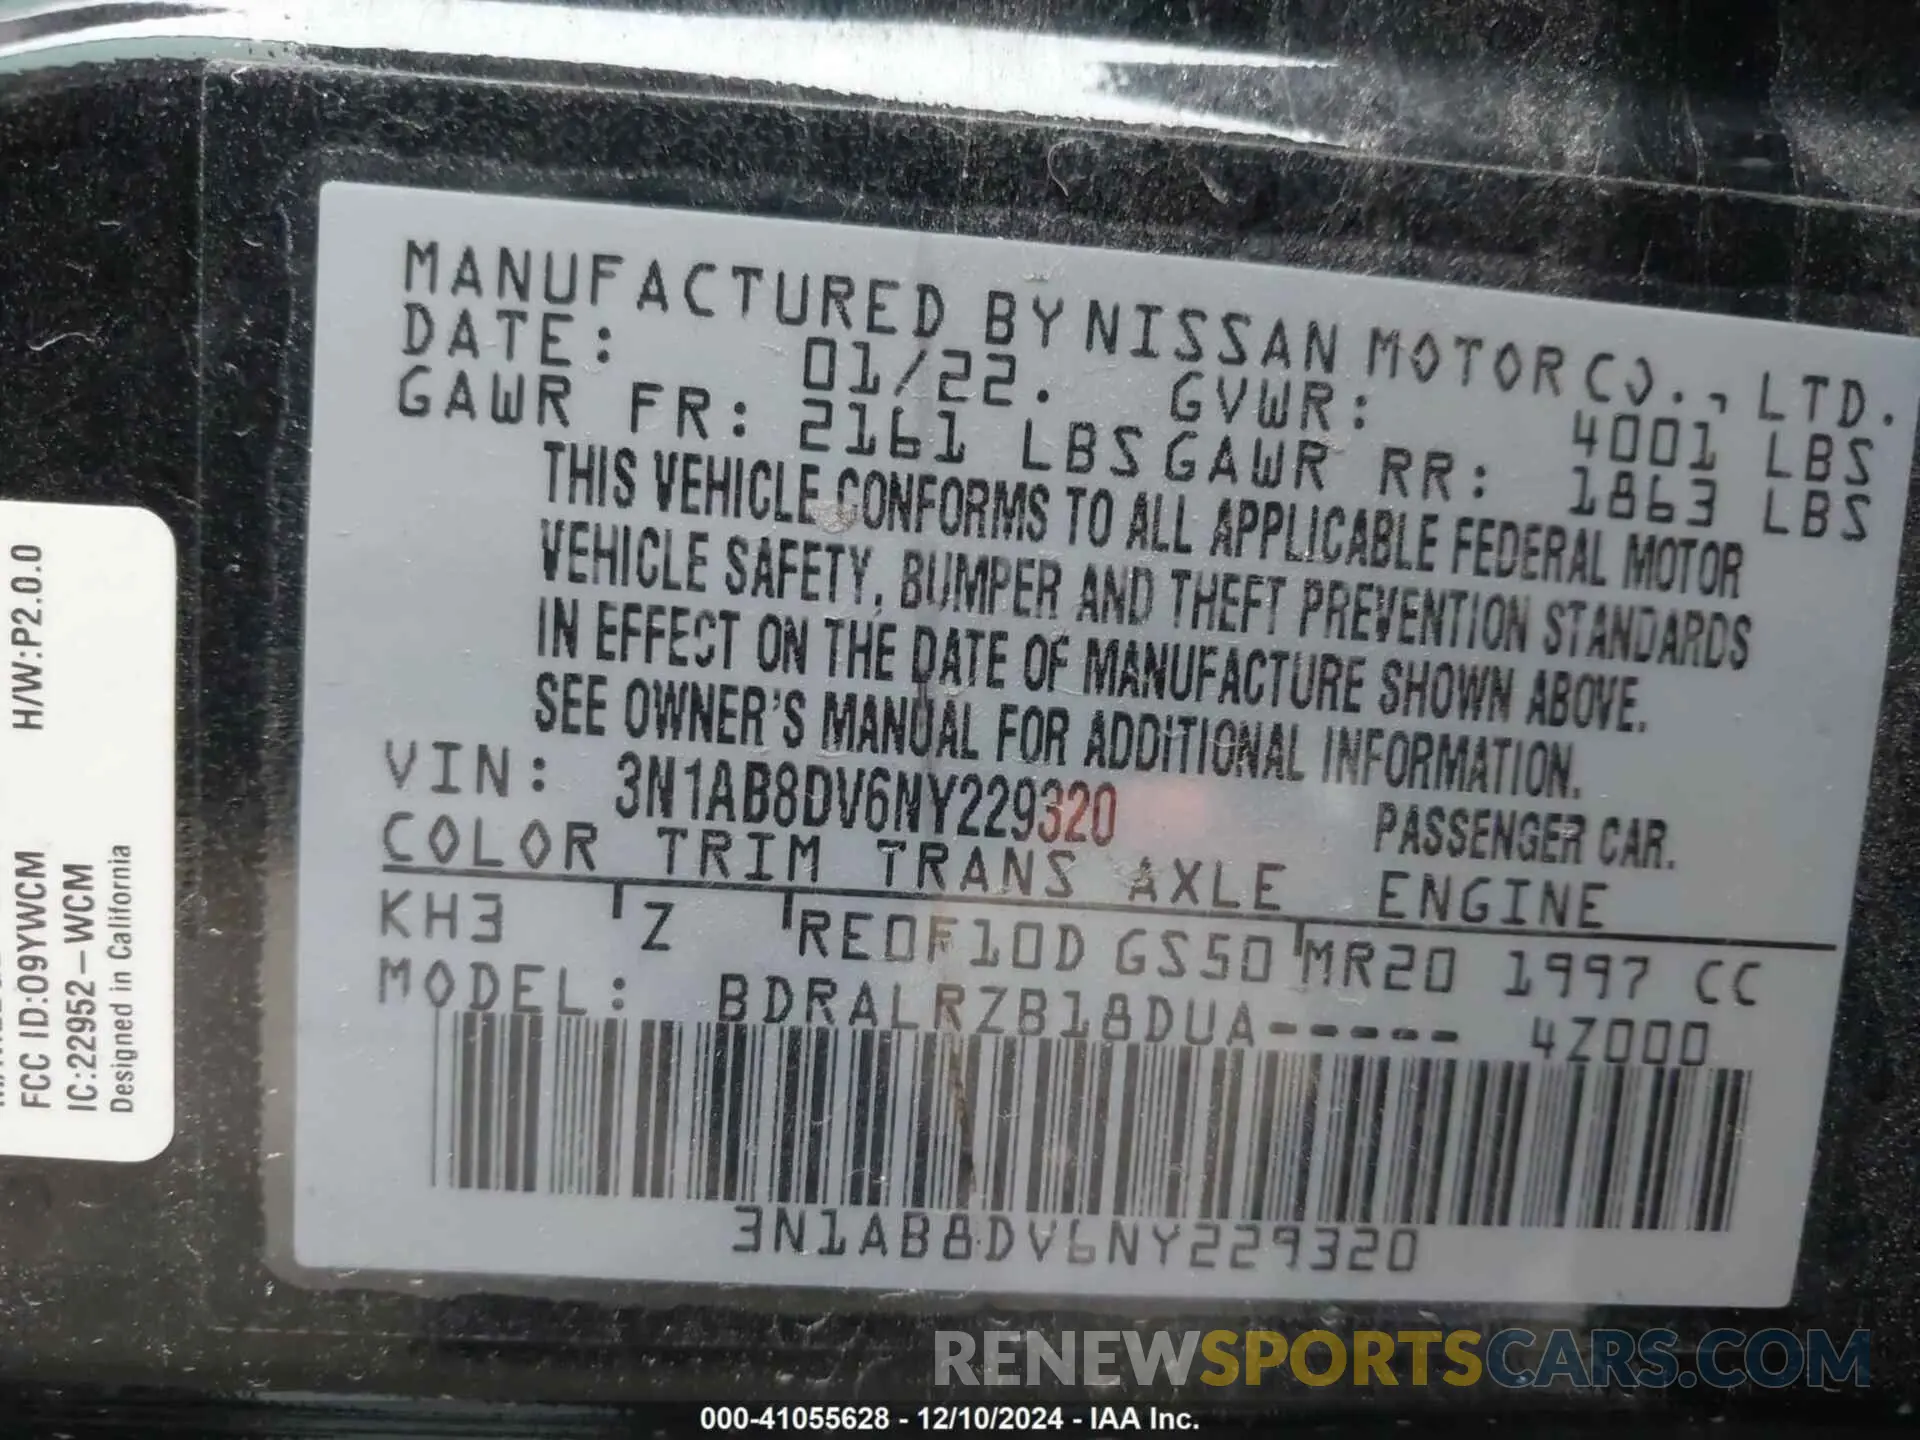 MANUFACTURED BY NISSAN MOTOR CO., LTD.
DATE: 01/22. GVWR: 4001 LBS
GAWR FR: 2161 LBS GAWR RR: 1863 LBS
THIS VEHICLE CONFORMS TO ALL APPLICABLE FEDERAL MOTOR
VEHICLE SAFETY, BUMPER AND THEFT PREVENTION STANDARDS
IN EFFECT ON THE DATE OF MANUFACTURE SHOWN ABOVE.
SEE OWNER'S MANUAL FOR ADDITIONAL INFORMATION.
VIN: 3N1AB8DV6NY229320 PASSENGER CAR.
COLOR TRIM TRANS AXLE ENGINE
KH3 Z RE0F10D GS50 MR20 1997 CC
MODEL: BDRALRZB18DUA----- 4Z000
3N1AB8DV6NY229320
H/W:P2.0.0
FCC ID:O9YWCM
IC:22952-WCM
Designed in California
RENEWSPORTSCARS.COM
000-41055628 - 12/10/2024 - IAA Inc.